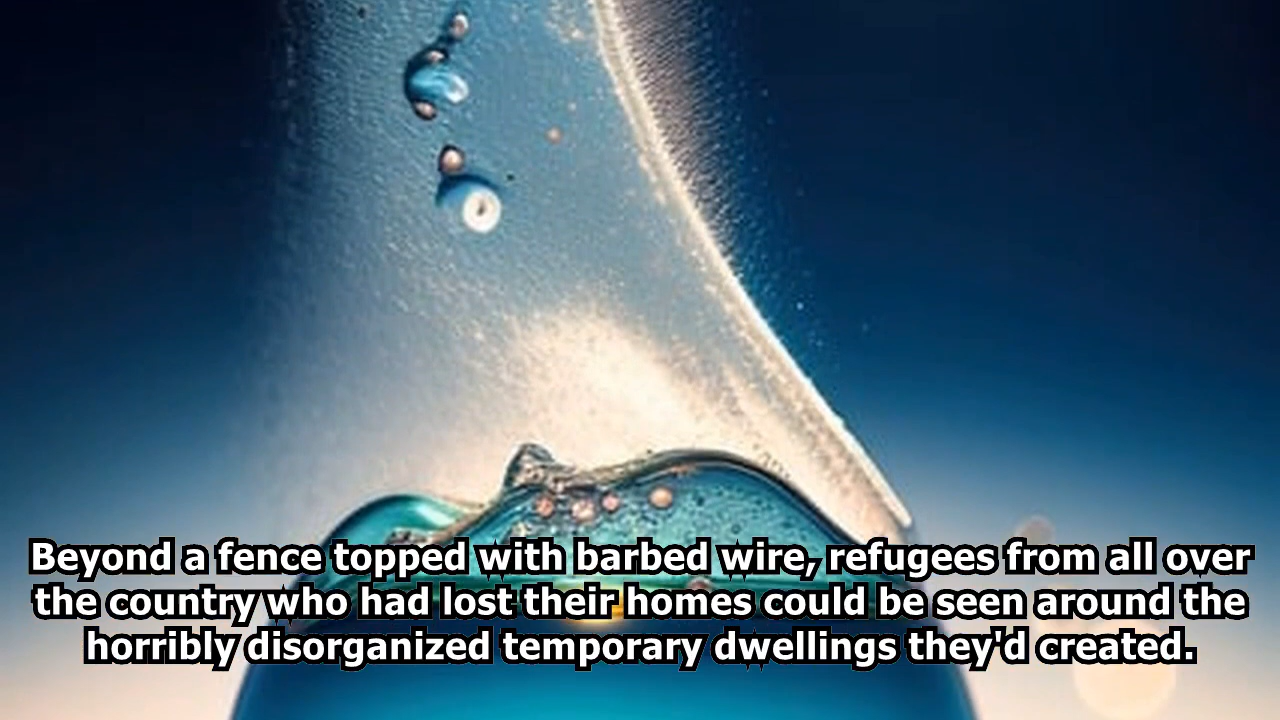 Beyond a fence topped with barbed wire, refugees from all over
the country who had lost their homes could be seen around the
horribly disorganized temporary dwellings they'd created.